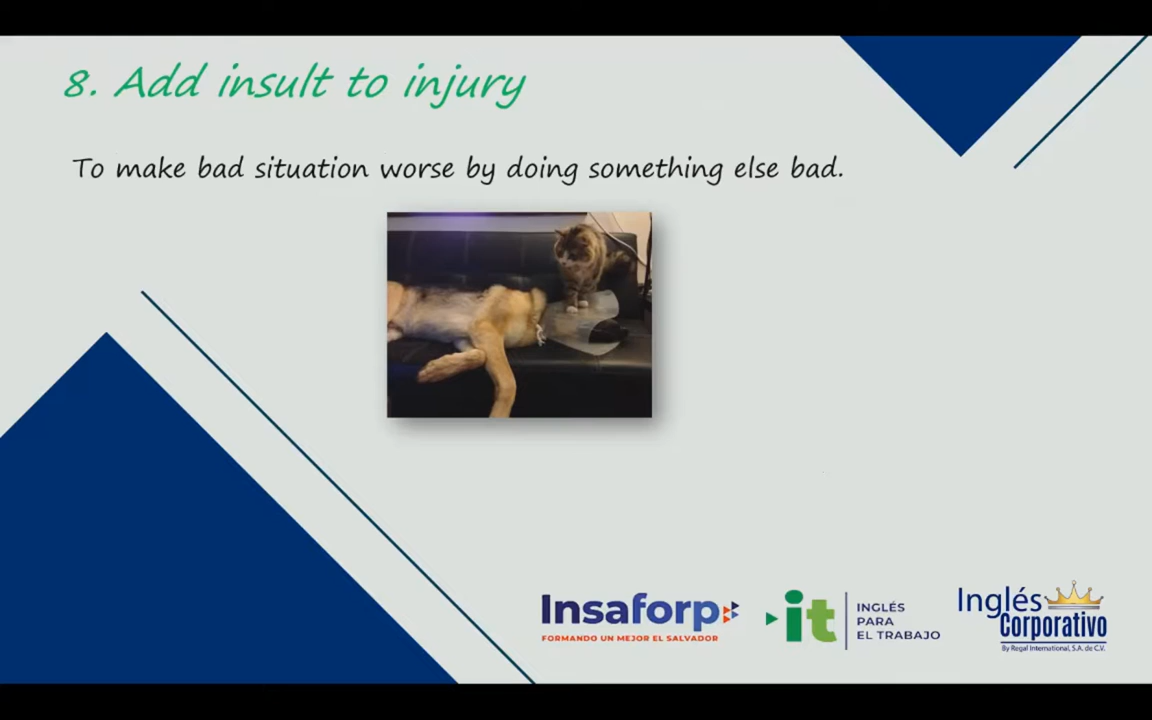 8. Add insult to injury
To make bad situation worse by doing something else bad.
Insaforp
FORMANDO UN MEJOR EL SALVADOR
it
INGLÉS
PARA
EL TRABAJO
Inglés
Corporativo
By Regal International, S.A. de C.V.